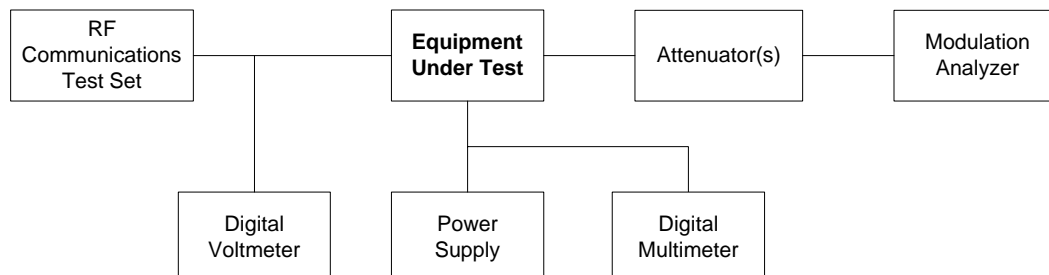 RF
Communications
Test Set
Equipment
Under Test
Attenuator(s)
Modulation
Analyzer
Digital
Voltmeter
Power
Supply
Digital
Multimeter